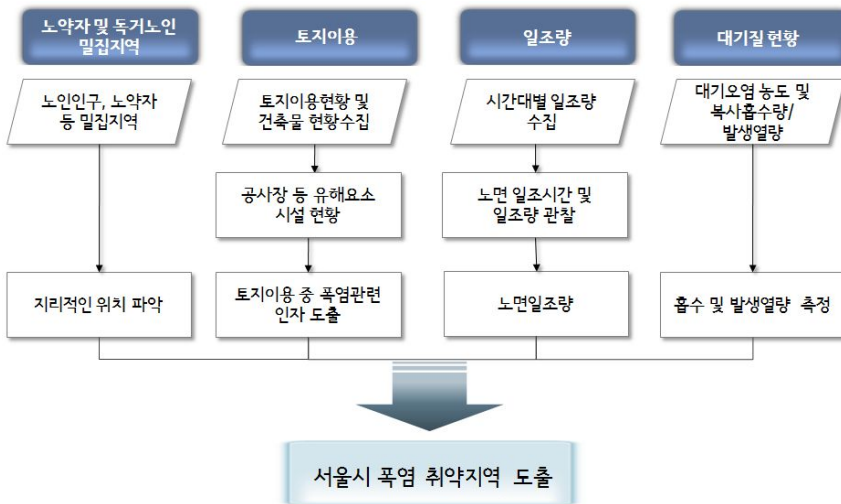 노약자 및 독거노인
밀집지역
토지이용
일조량
대기질 현황
노인인구, 노약자
등 밀집지역
토지이용현황 및
건축물 현황수집
시간대별 일조량
수집
대기오염 농도 및
복사흡수량/
발생열량
공사장 등 유해요소
시설 현황
노면 일조시간 및
일조량 관찰
지리적인 위치 파악
토지이용 중 폭염관련
인자 도출
노면일조량
흡수 및 발생열량 측정
서울시 폭염 취약지역 도출